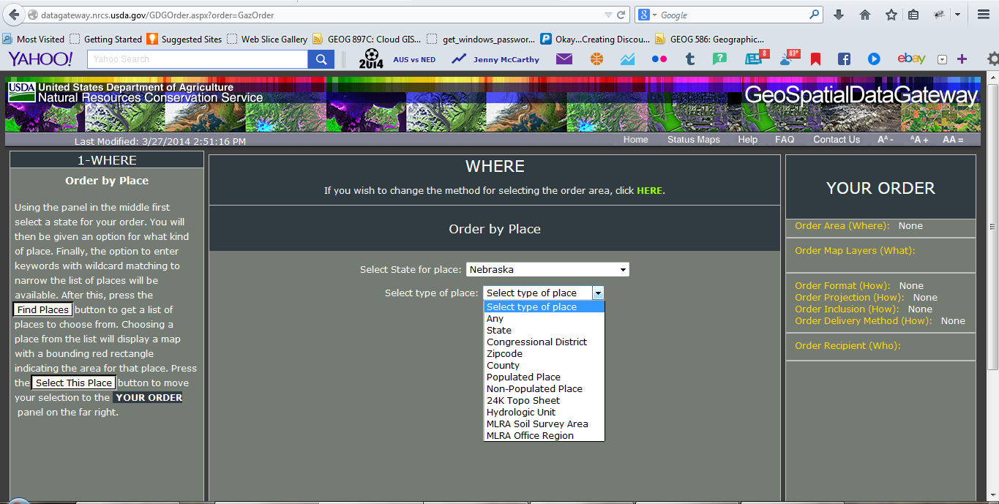 datagateway.nrcs.usda.gov/GDGOrder.aspx?order=GazOrder
8 Google
Most Visited Getting Started Suggested Sites Web Slice Gallery GEOG 897C: Cloud GIS... get_windows_passwor... Okay...Creating Discou... GEOG 586: Geographic...
YAHOO! Yahoo Search 2014 AUS vs NED Jenny McCarthy t ? 8 83° f ebay
USDA United States Department of Agriculture
Natural Resources Conservation Service
GeoSpatialDataGateway
Last Modified: 3/27/2014 2:51:16 PM Home Status Maps Help FAQ Contact Us AA - AA + AA =
1-WHERE
Order by Place
Using the panel in the middle first
select a state for your order. You will
then be given an option for what kind
of place. Finally, the option to enter
keywords with wildcard matching to
narrow the list of places will be
available. After this, press the
Find Places button to get a list of
places to choose from. Choosing a
place from the list will display a map
with a bounding red rectangle
indicating the area for that place. Press
the Select This Place button to move
your selection to the YOUR ORDER
panel on the far right.
WHERE
If you wish to change the method for selecting the order area, click HERE.
Order by Place
Select State for place: Nebraska
Select type of place: Select type of place
Select type of place
Any
State
Congressional District
Zipcode
County
Populated Place
Non-Populated Place
24K Topo Sheet
Hydrologic Unit
MLRA Soil Survey Area
MLRA Office Region
YOUR ORDER
Order Area (Where): None
Order Map Layers (What):
Order Format (How): None
Order Projection (How): None
Order Inclusion (How): None
Order Delivery Method (How): None
Order Recipient (Who):